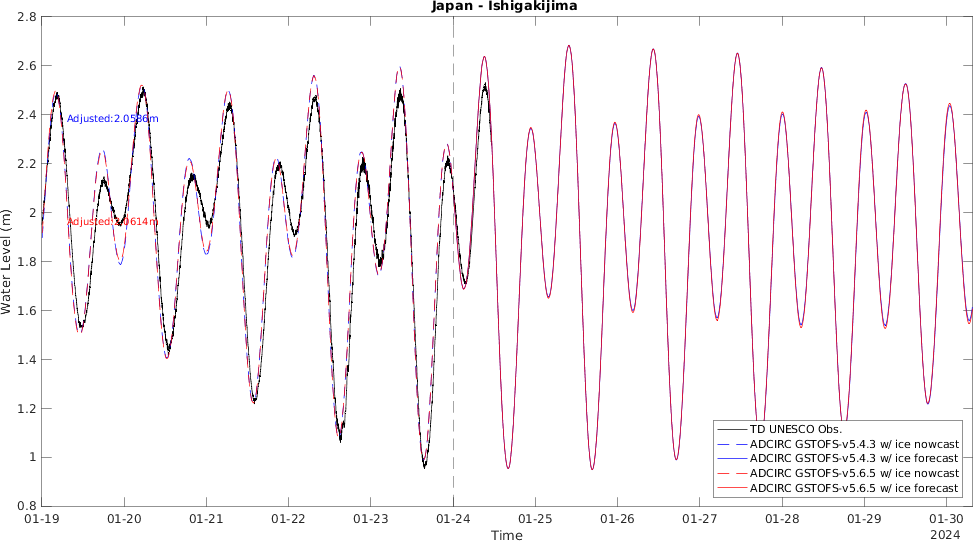 Japan - Ishigakijima
2.8
2.6
2.4
2.2
2
1.8
1.6
1.4
1.2
1
0.8
Water Level (m)
Adjusted:2.0536m
Adjusted:2.0614m
TD UNESCO Obs.
ADCIRC GSTOFS-v5.4.3 w/ ice nowcast
ADCIRC GSTOFS-v5.4.3 w/ ice forecast
ADCIRC GSTOFS-v5.6.5 w/ ice nowcast
ADCIRC GSTOFS-v5.6.5 w/ ice forecast
01-19 01-20 01-21 01-22 01-23 01-24 01-25 01-26 01-27 01-28 01-29 01-30
Time
2024